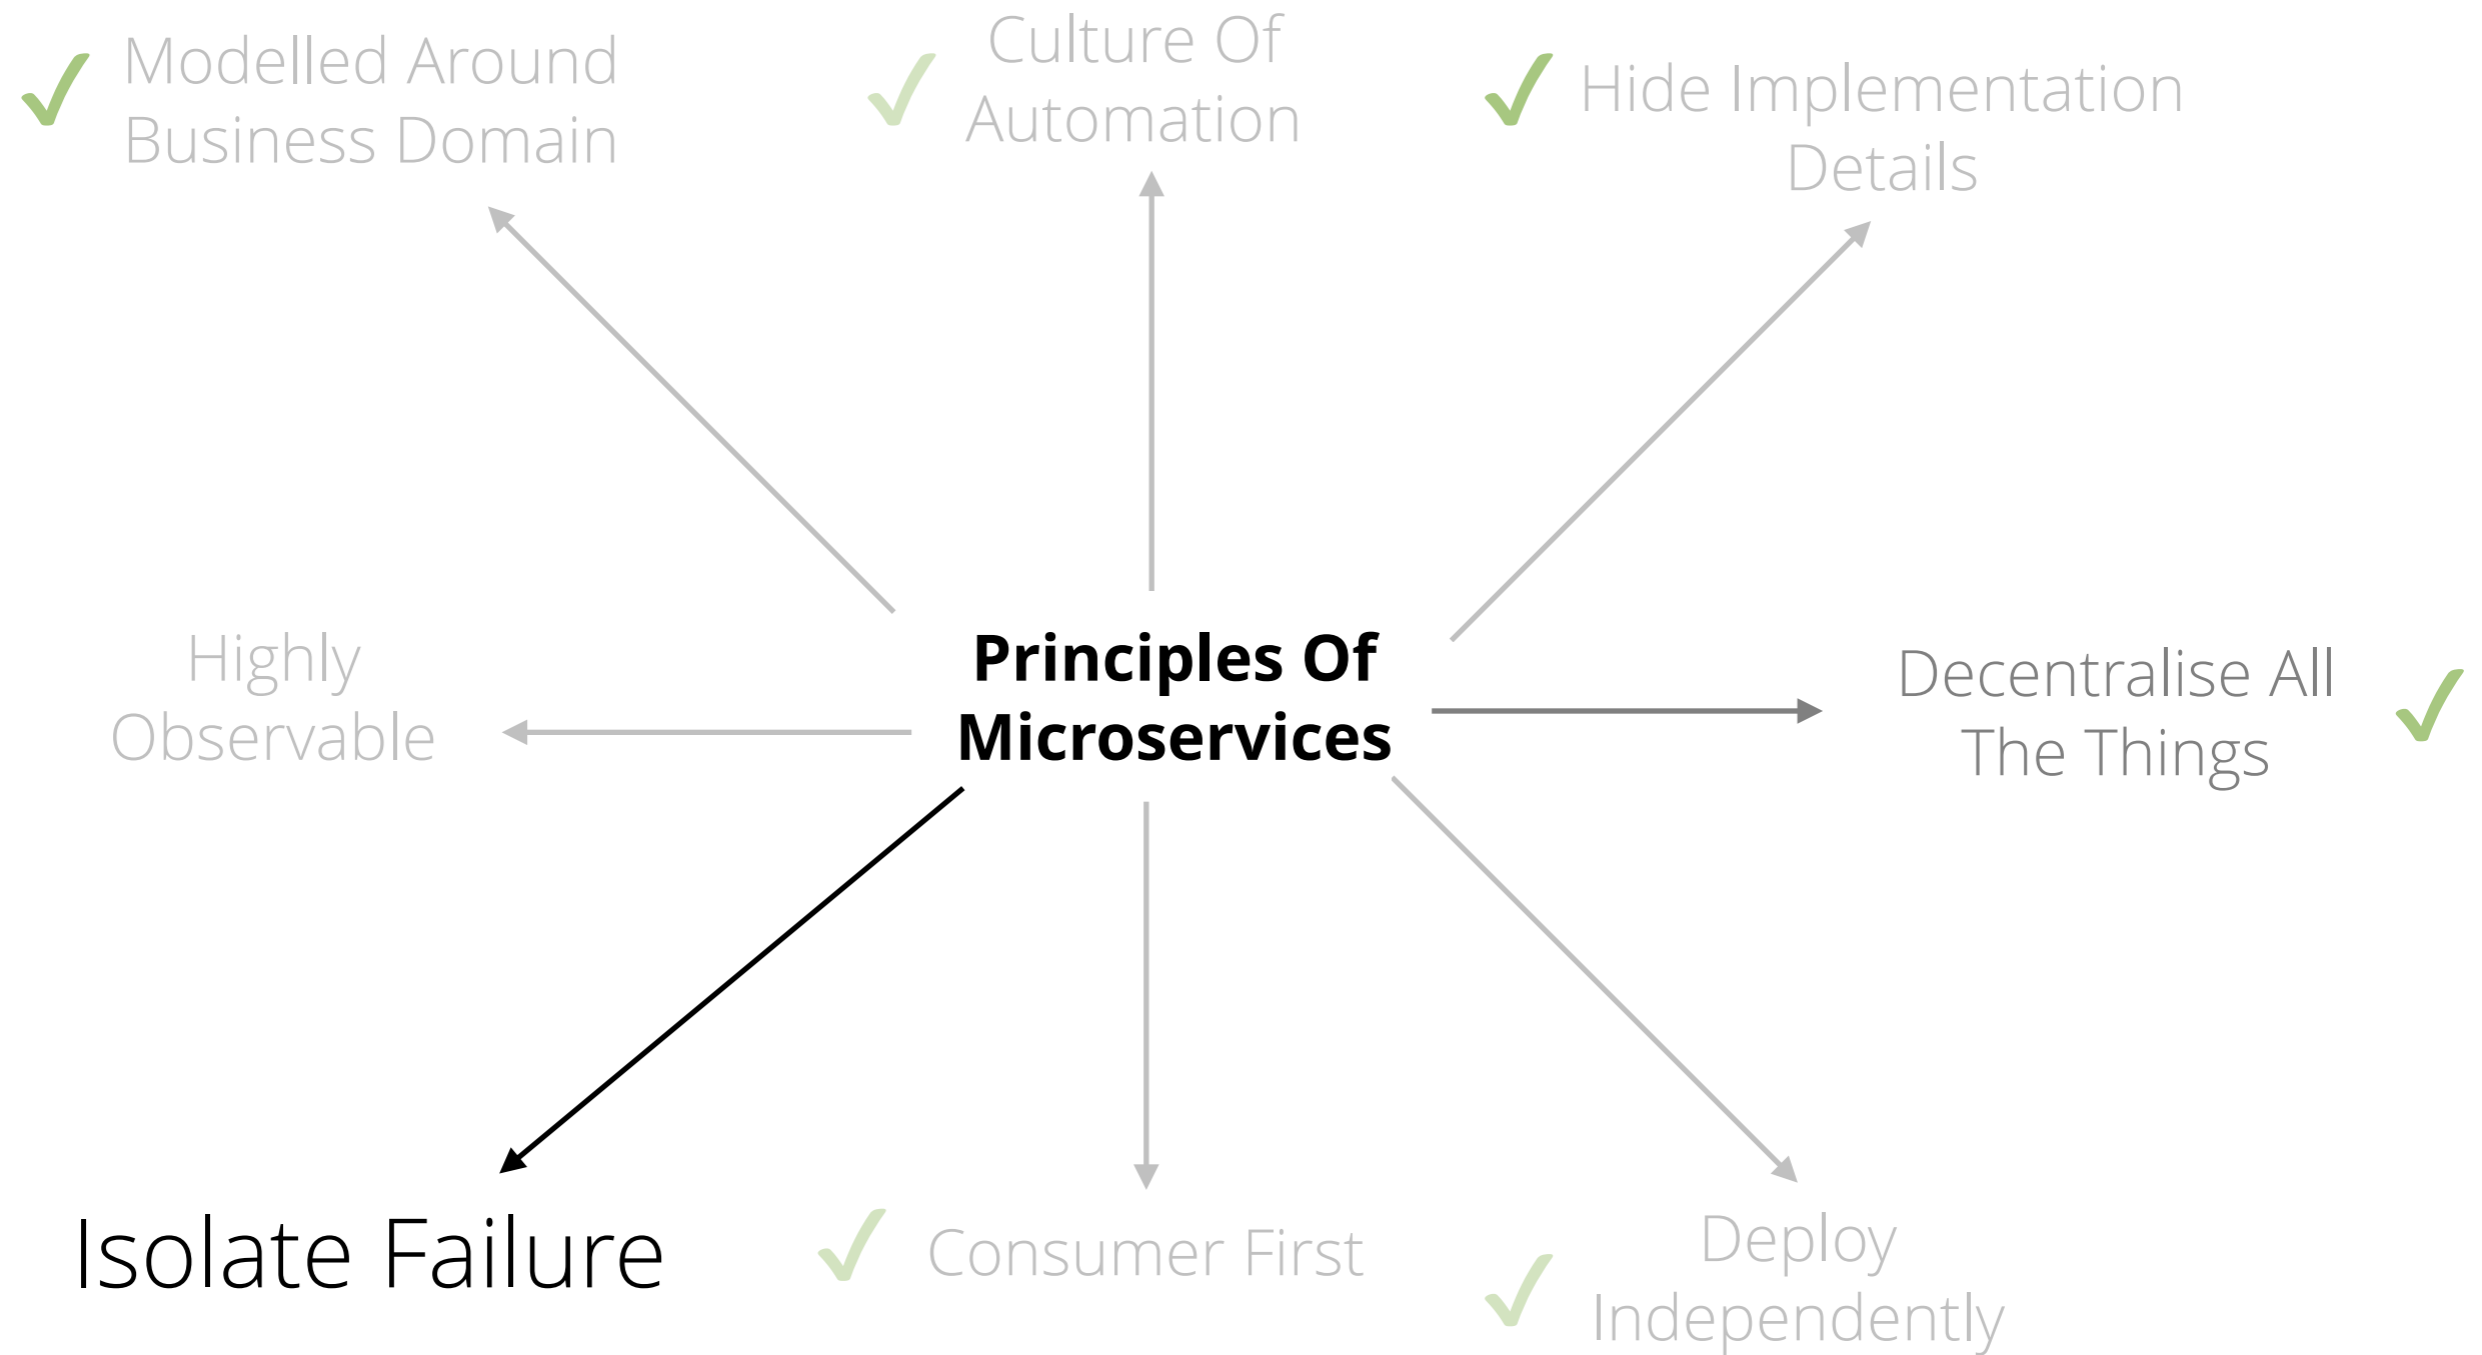 Modelled Around
Business Domain
Culture Of
Automation
Hide Implementation
Details
Highly
Observable
Principles Of
Microservices
Decentralise All
The Things
Isolate Failure
Consumer First
Deploy
Independently